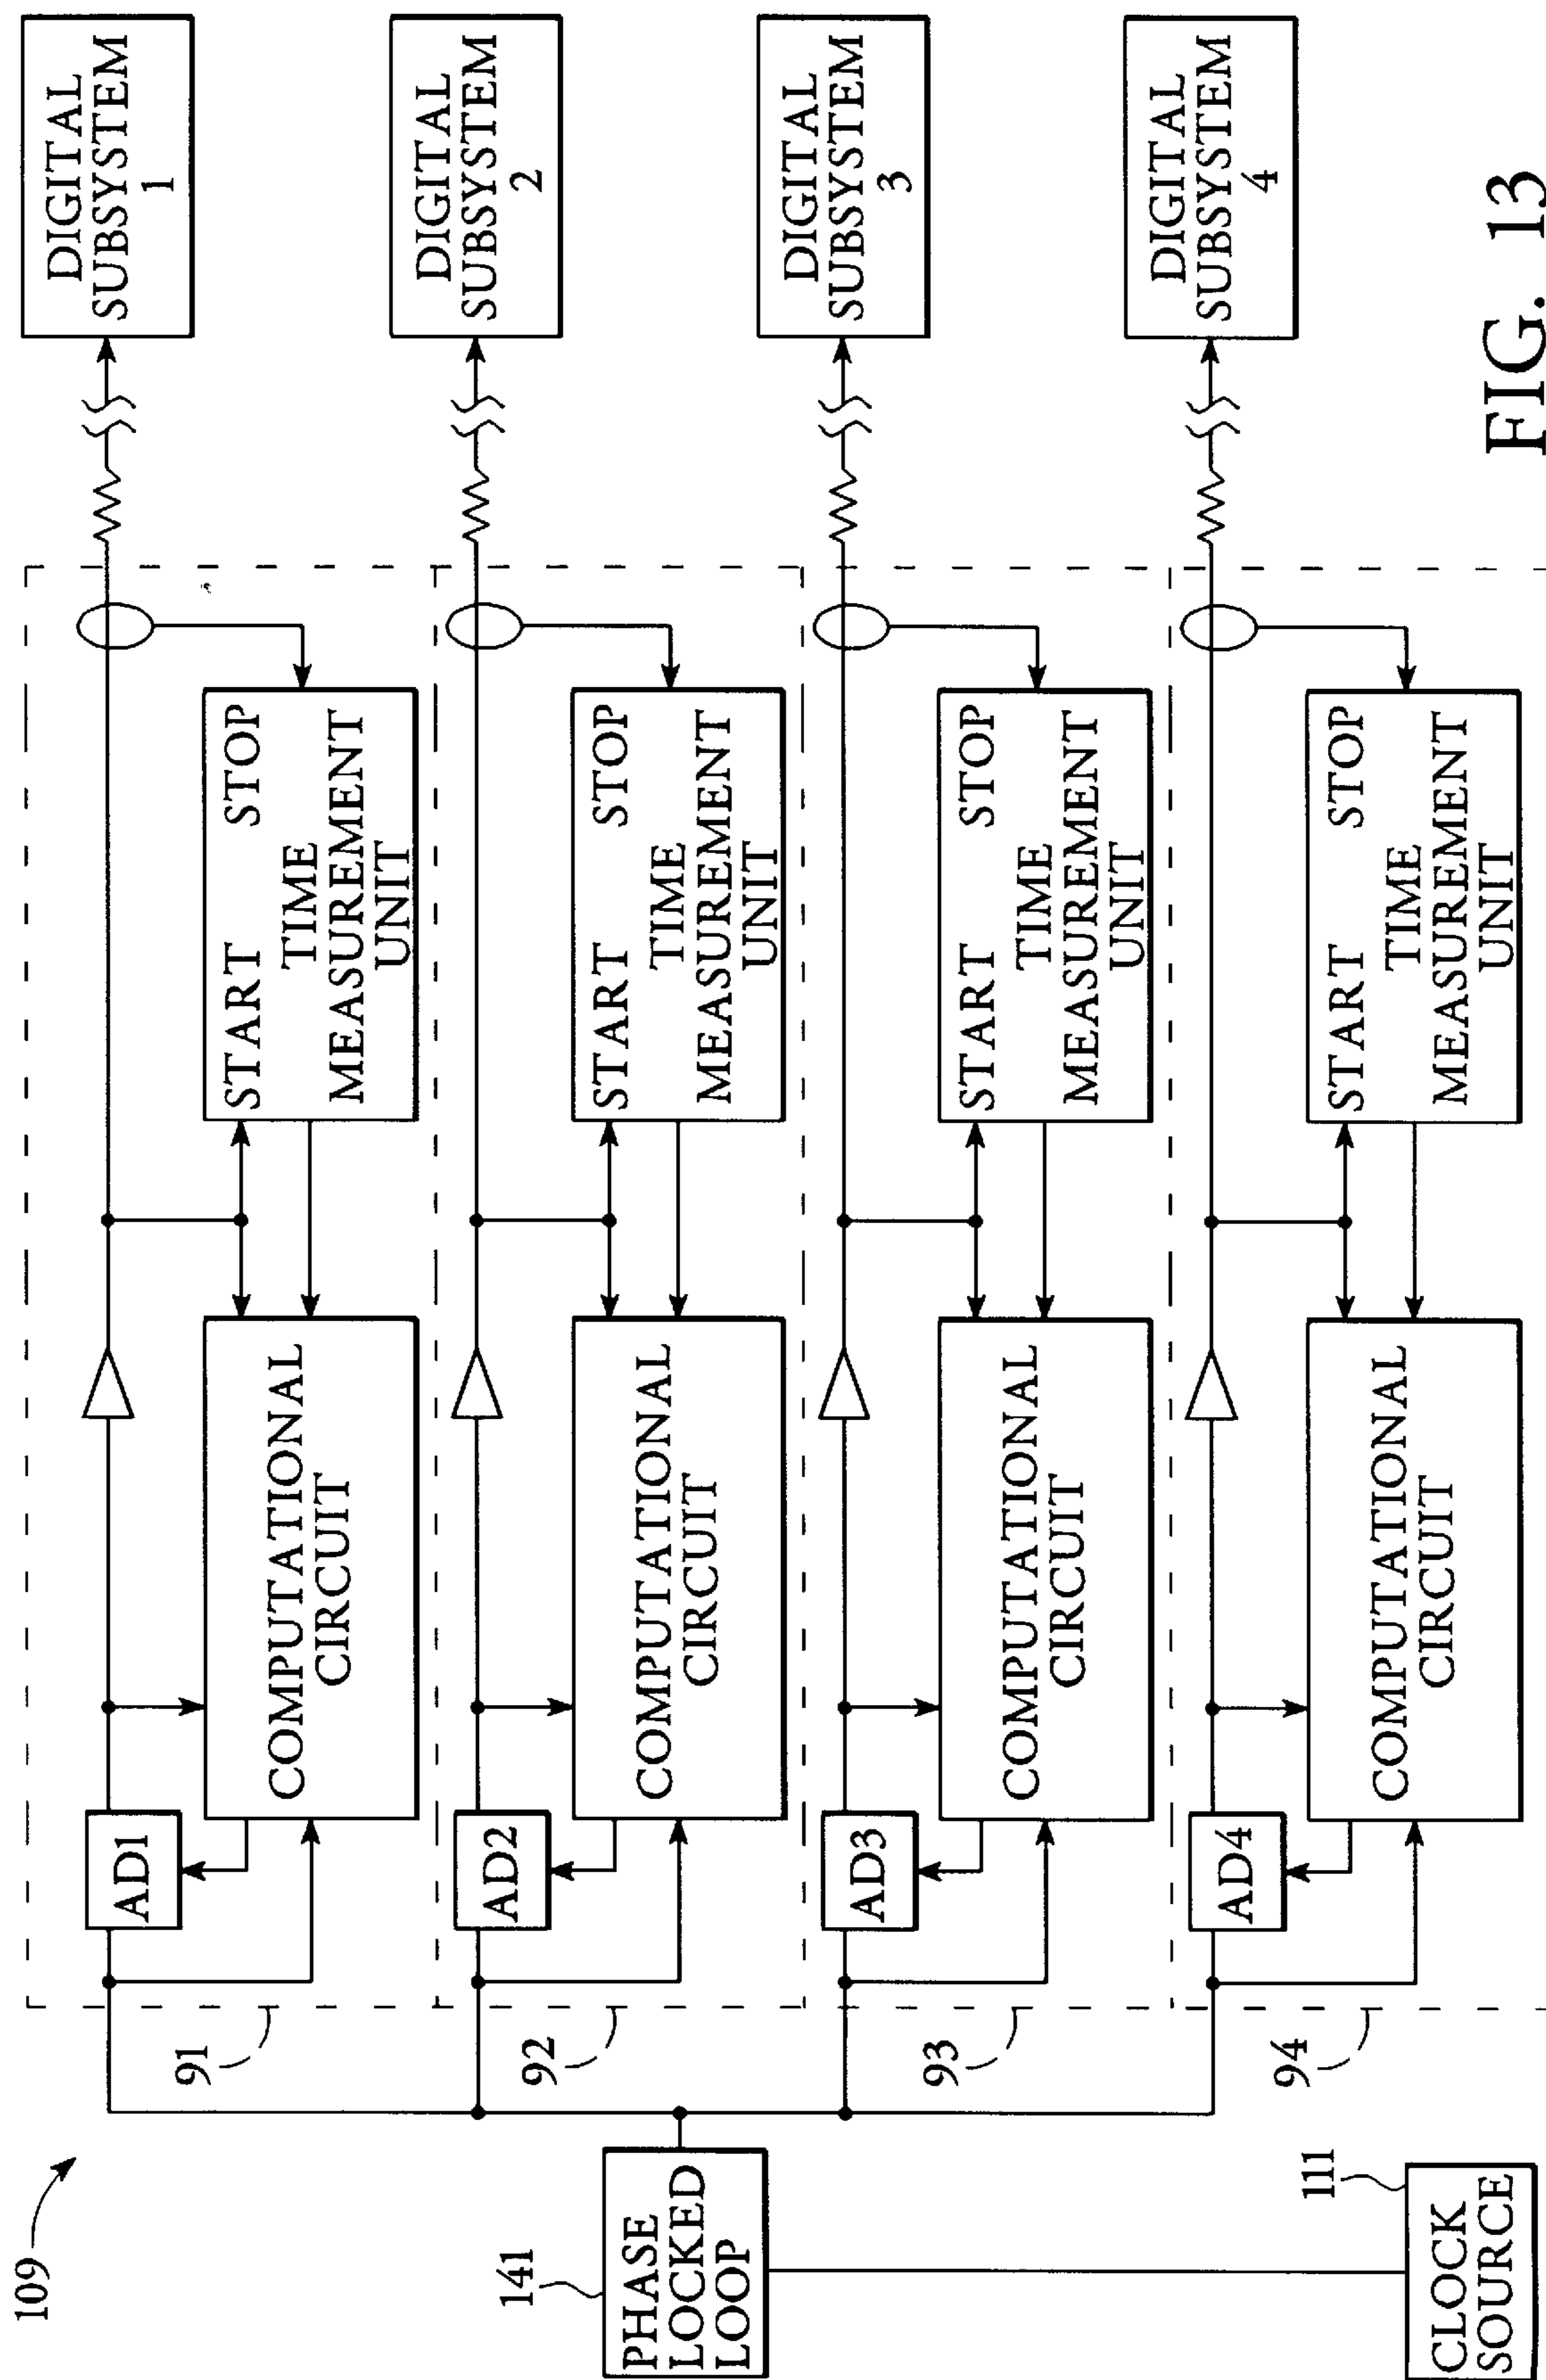 109
141
PHASE
LOCKED
LOOP
111
CLOCK
SOURCE
91
AD1
COMPUTATIONAL
CIRCUIT
START STOP
TIME
MEASUREMENT
UNIT
DIGITAL
SUBSYSTEM
1
92
AD2
COMPUTATIONAL
CIRCUIT
START STOP
TIME
MEASUREMENT
UNIT
DIGITAL
SUBSYSTEM
2
93
AD3
COMPUTATIONAL
CIRCUIT
START STOP
TIME
MEASUREMENT
UNIT
DIGITAL
SUBSYSTEM
3
94
AD4
COMPUTATIONAL
CIRCUIT
START STOP
TIME
MEASUREMENT
UNIT
DIGITAL
SUBSYSTEM
4
FIG. 13